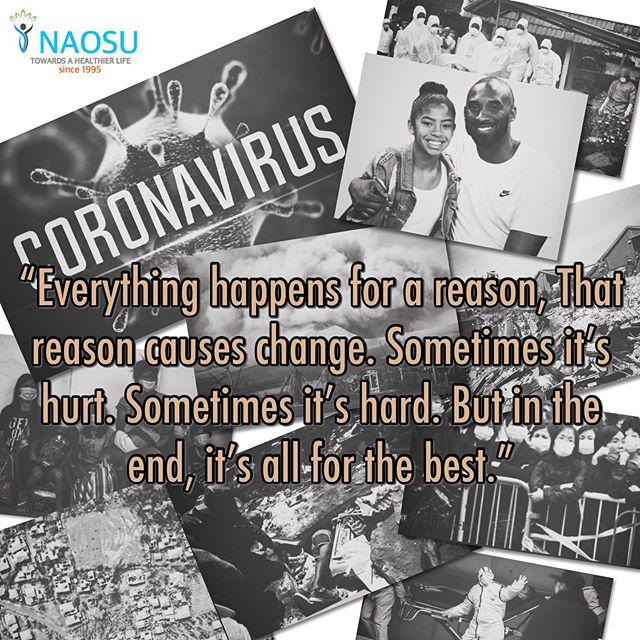 NAOSU
TOWARDS A HEALTHIER LIFE
since 1995
CORONAVIRUS
“Everything happens for a reason, That
reason causes change. Sometimes it’s
hurt. Sometimes it’s hard. But in the
end, it’s all for the best.”